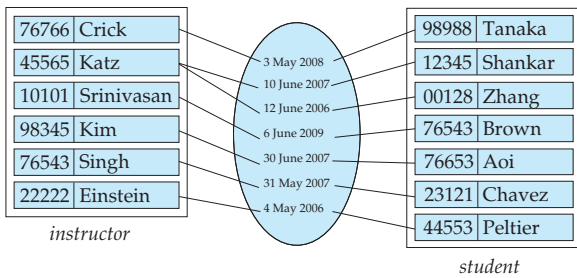 76766 Crick
45565 Katz
10101 Srinivasan
98345 Kim
76543 Singh
22222 Einstein
instructor
3 May 2008
10 June 2007
12 June 2006
6 June 2009
30 June 2007
31 May 2007
4 May 2006
98988 Tanaka
12345 Shankar
00128 Zhang
76543 Brown
76653 Aoi
23121 Chavez
44553 Peltier
student